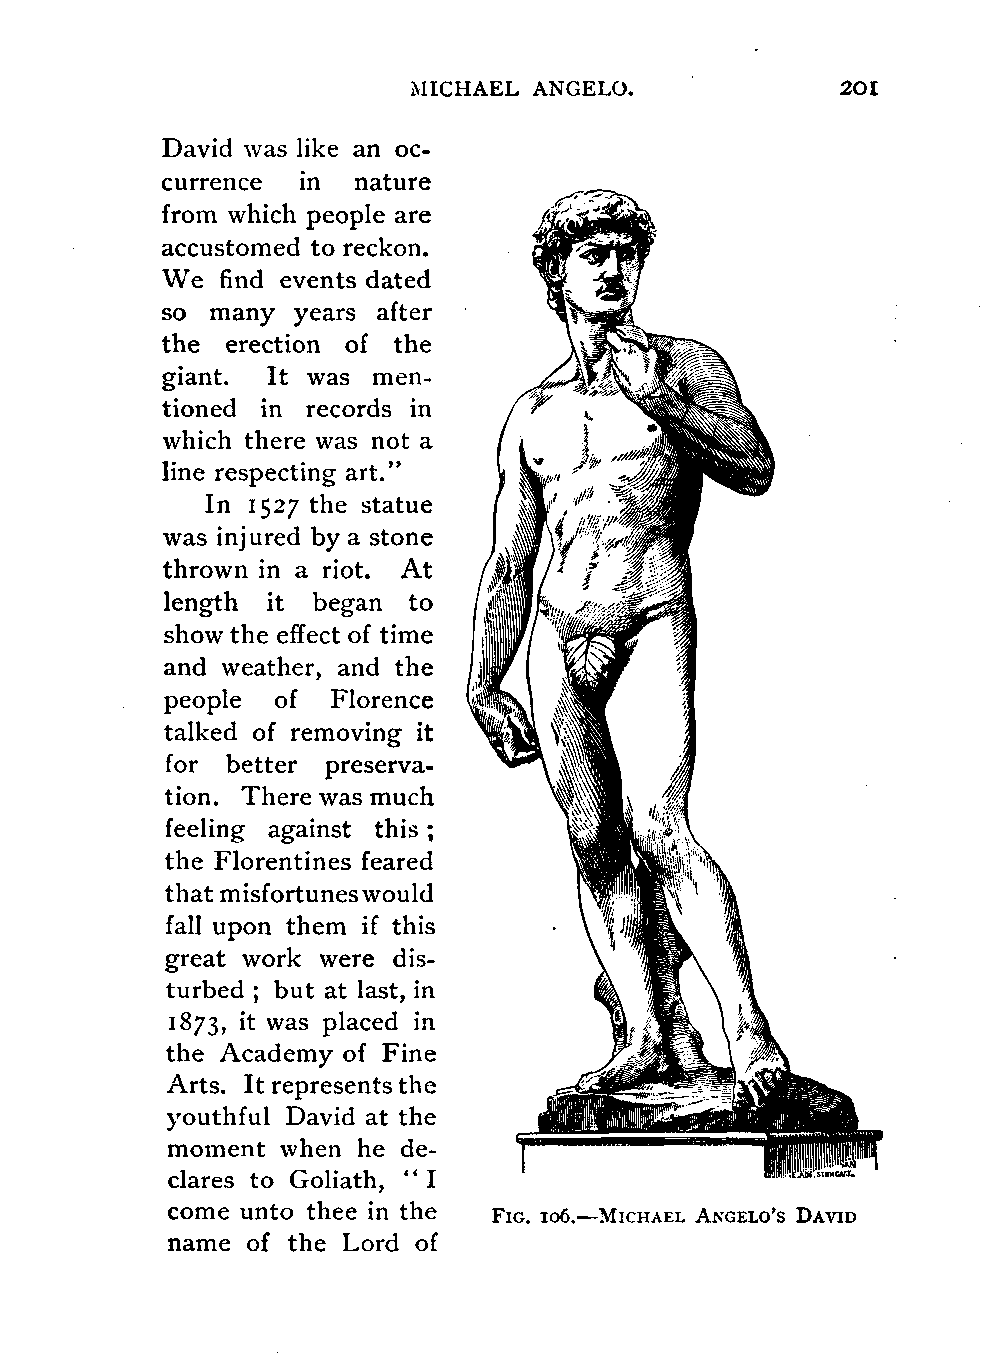 MICHAEL ANGELO. 201
David was like an oc-
currence in nature
from which people are
accustomed to reckon.
We find events dated
so many years after
the erection of the
giant. It was men-
tioned in records in
which there was not a
line respecting art.”
In 1527 the statue
was injured by a stone
thrown in a riot. At
length it began to
show the effect of time
and weather, and the
people of Florence
talked of removing it
for better preserva-
tion. There was much
feeling against this ;
the Florentines feared
that misfortunes would
fall upon them if this
great work were dis-
turbed ; but at last, in
1873, it was placed in
the Academy of Fine
Arts. It represents the
youthful David at the
moment when he de-
clares to Goliath, “I
come unto thee in the
name of the Lord of
FIG. 106.—MICHAEL ANGELO'S DAVID